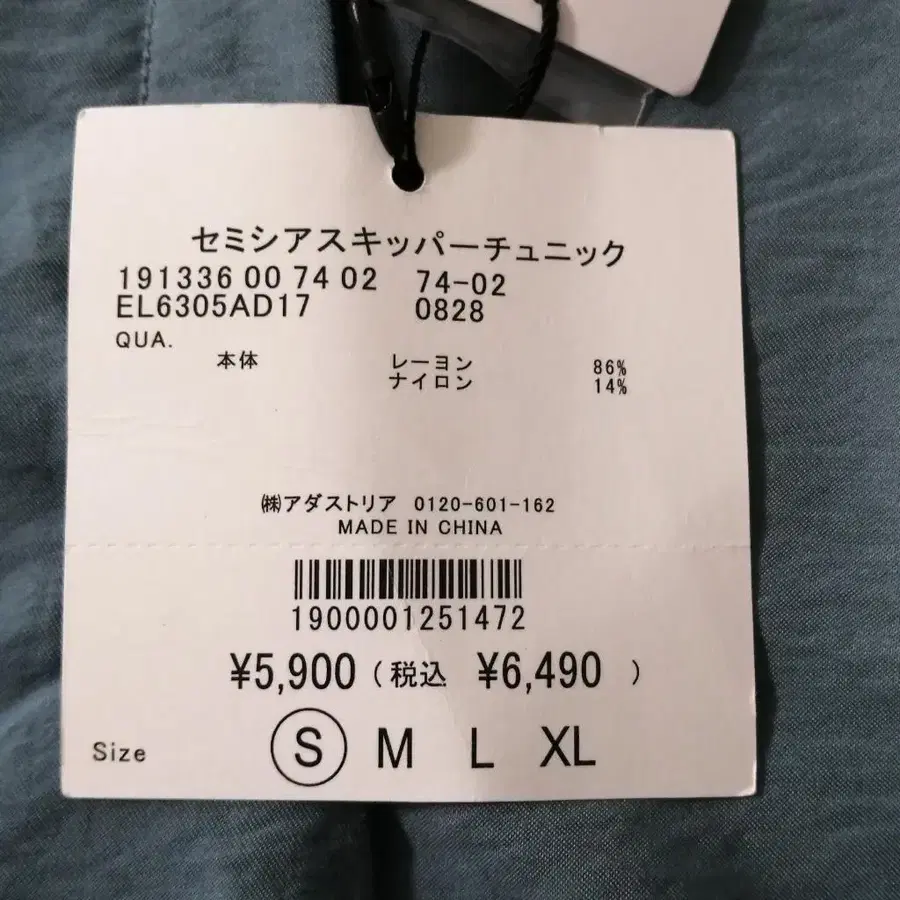 セミシアスキッパーチュニック
191336 00 74 02 74-02
EL6305AD17 0828
QUA.
本体 レーヨン 86%
ナイロン 14%
㈱アダストリア 0120-601-162
MADE IN CHINA
1900001251472
¥5,900 (税込 ¥6,490 )
Size S M L XL